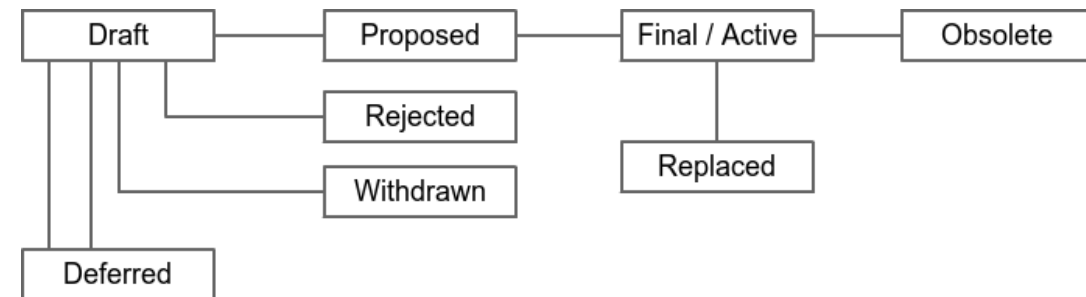 Draft
Proposed
Final / Active
Obsolete
Rejected
Replaced
Withdrawn
Deferred